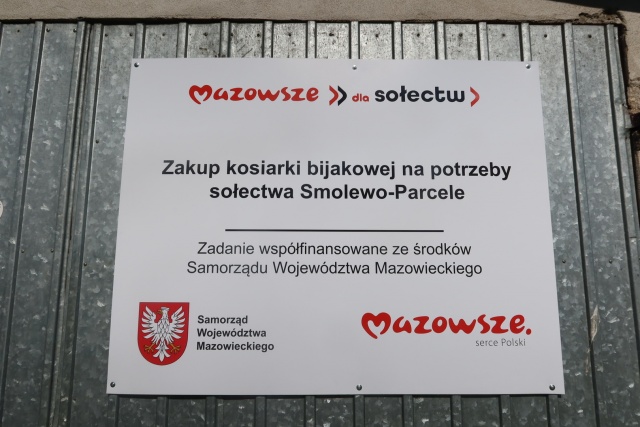 Mazowsze dla sołectw
Zakup kosiarki bijakowej na potrzeby
sołectwa Smolewo-Parcele
Zadanie współfinansowane ze środków
Samorządu Województwa Mazowieckiego
Samorząd
Województwa
Mazowieckiego
Mazowsze.
serce Polski